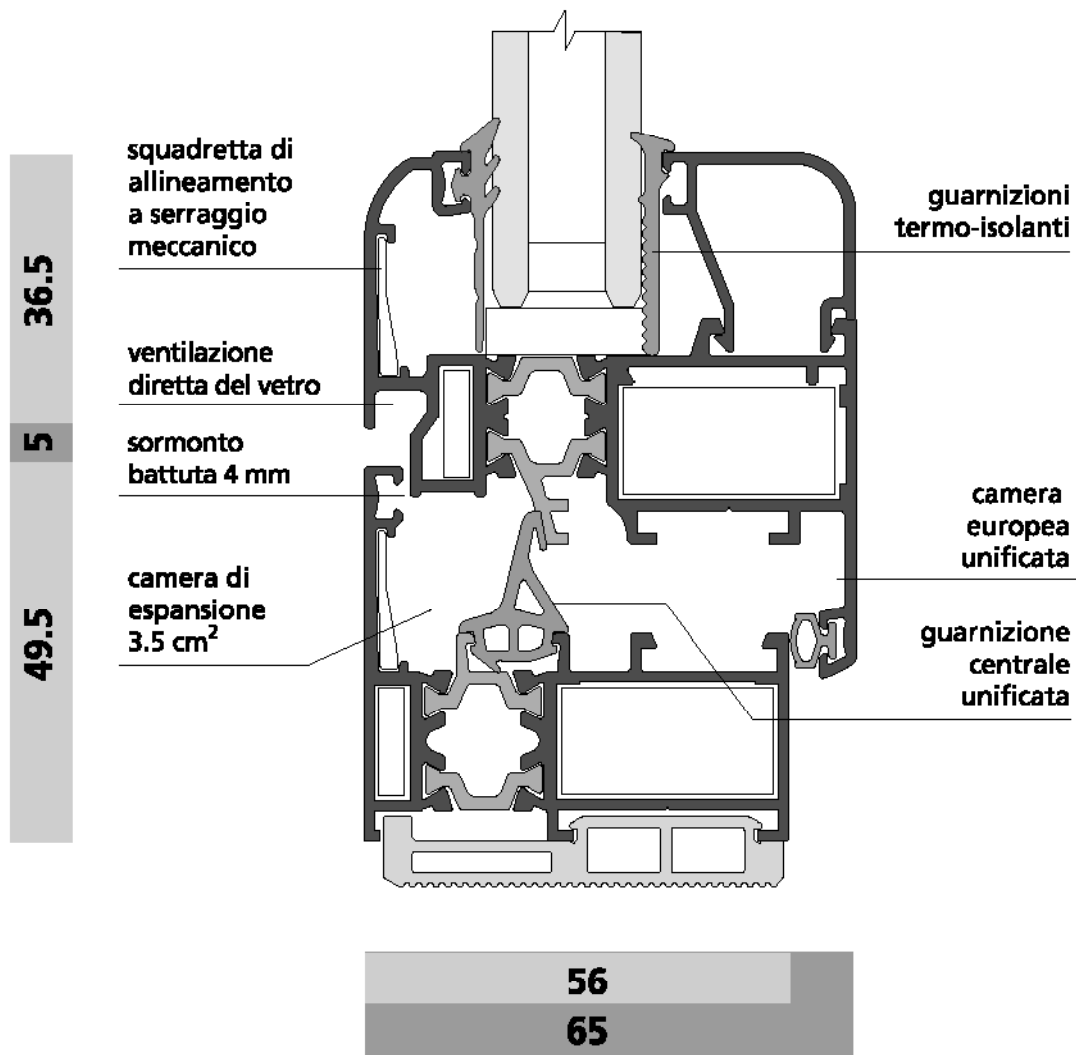 squadretta di
allineamento
a serraggio
meccanico
ventilazione
diretta del vetro
sormonto
battuta 4 mm
camera di
espansione
3.5 cm²
guarnizioni
termo-isolanti
camera
europea
unificata
guarnizione
centrale
unificata
36.5
5
49.5
56
65